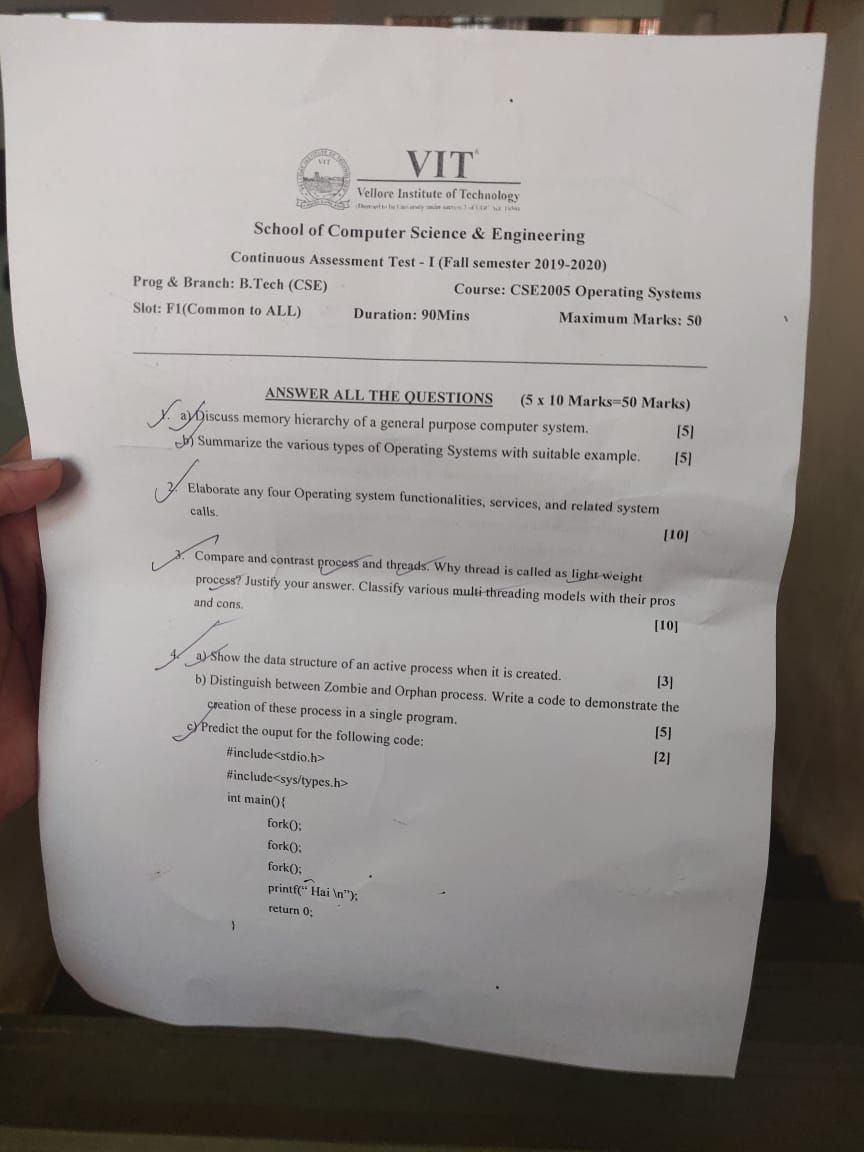 VIT
VIT
Vellore Institute of Technology
School of Computer Science & Engineering
Continuous Assessment Test - I (Fall semester 2019-2020)
Prog & Branch: B.Tech (CSE) Course: CSE2005 Operating Systems
Slot: F1(Common to ALL) Duration: 90Mins Maximum Marks: 50
ANSWER ALL THE QUESTIONS (5 x 10 Marks=50 Marks)
1. a) Discuss memory hierarchy of a general purpose computer system. [5]
b) Summarize the various types of Operating Systems with suitable example. [5]
2. Elaborate any four Operating system functionalities, services, and related system
calls. [10]
3. Compare and contrast process and threads. Why thread is called as light weight
process? Justify your answer. Classify various multi threading models with their pros
and cons. [10]
4. a) Show the data structure of an active process when it is created. [3]
b) Distinguish between Zombie and Orphan process. Write a code to demonstrate the
creation of these process in a single program. [5]
c) Predict the ouput for the following code: [2]
#include<stdio.h>
#include<sys/types.h>
int main(){
fork();
fork();
fork();
printf(“ Hai \n”);
return 0;
}